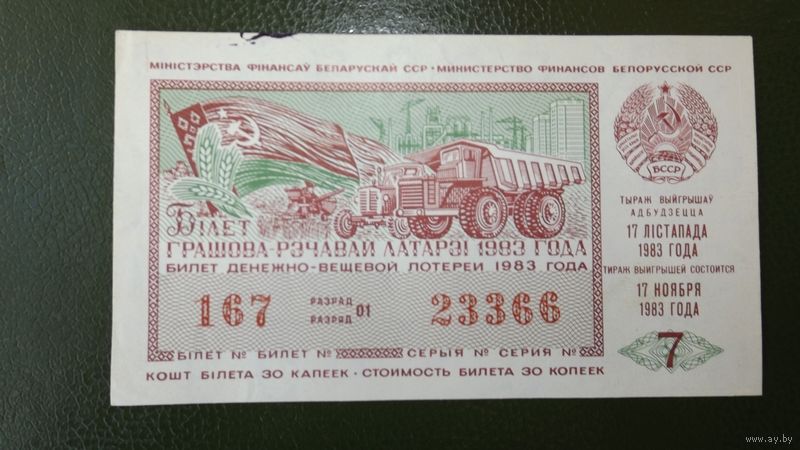 МІНІСТЭРСТВА ФІНАНСАЎ БЕЛАРУСКАЙ ССР · МИНИСТЕРСТВО ФИНАНСОВ БЕЛОРУССКОЙ ССР
БССР
БІЛЕТ
ГРАШОВА-РЭЧАВАЙ ЛАТАРЭІ 1983 ГОДА
БИЛЕТ ДЕНЕЖНО-ВЕЩЕВОЙ ЛОТЕРЕИ 1983 ГОДА
167 РАЗРАД РАЗРЯД 01 23366
БІЛЕТ № БИЛЕТ № СЕРЫЯ № СЕРИЯ №
КОШТ БІЛЕТА 30 КАПЕЕК · СТОИМОСТЬ БИЛЕТА 30 КОПЕЕК
ТЫРАЖ ВЫЙГРЫШАЎ
АДБУДЗЕЦЦА
17 ЛІСТАПАДА
1983 ГОДА
ТИРАЖ ВЫИГРЫШЕЙ СОСТОИТСЯ
17 НОЯБРЯ
1983 ГОДА
7
www.ay.by